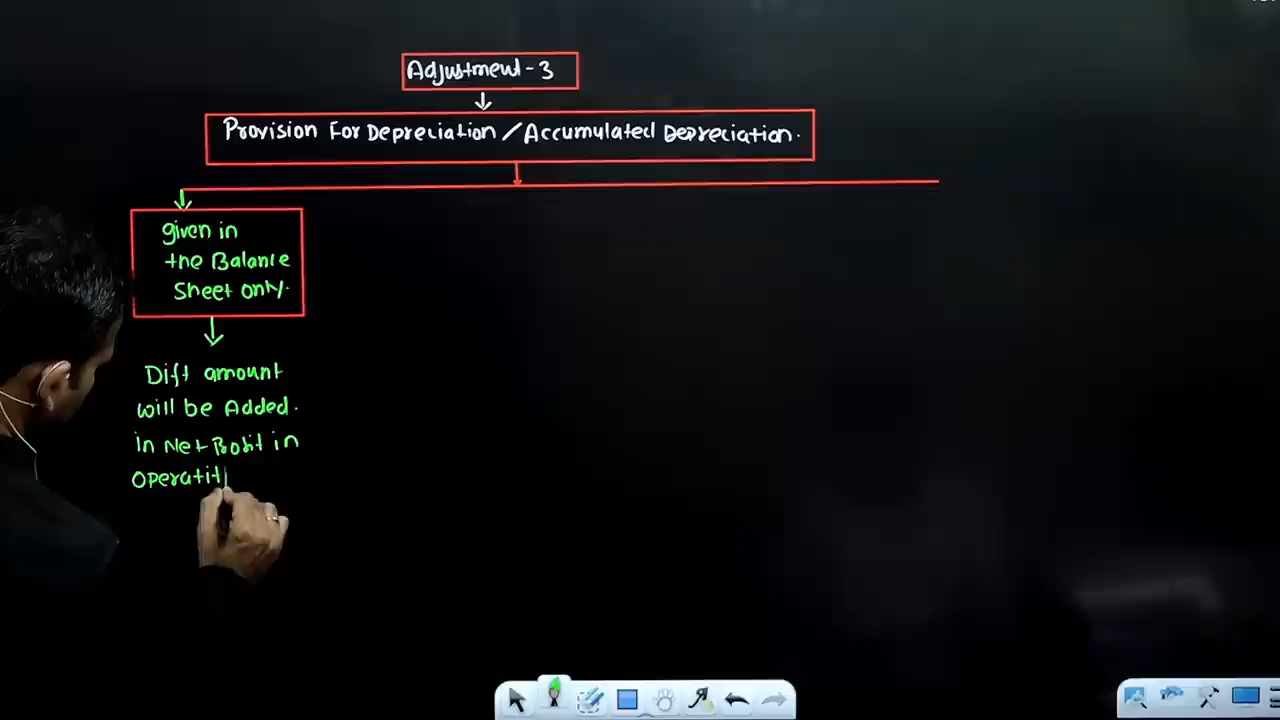 Adjustment-3
Provision For Depreciation / Accumulated Depreciation.
given in
the Balance
Sheet only.
Diff amount
will be Added.
in Net Profit in
Operatit